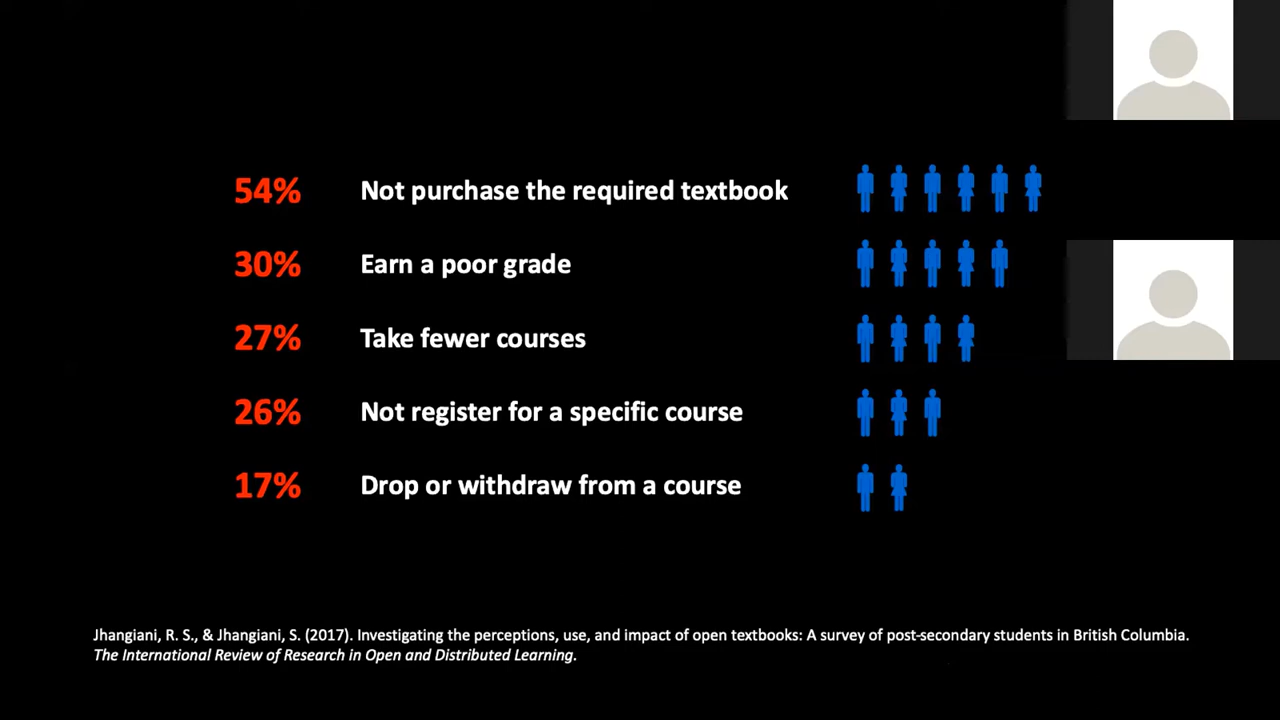 54% Not purchase the required textbook
30% Earn a poor grade
27% Take fewer courses
26% Not register for a specific course
17% Drop or withdraw from a course
Jhangiani, R. S., & Jhangiani, S. (2017). Investigating the perceptions, use, and impact of open textbooks: A survey of post-secondary students in British Columbia.
The International Review of Research in Open and Distributed Learning.